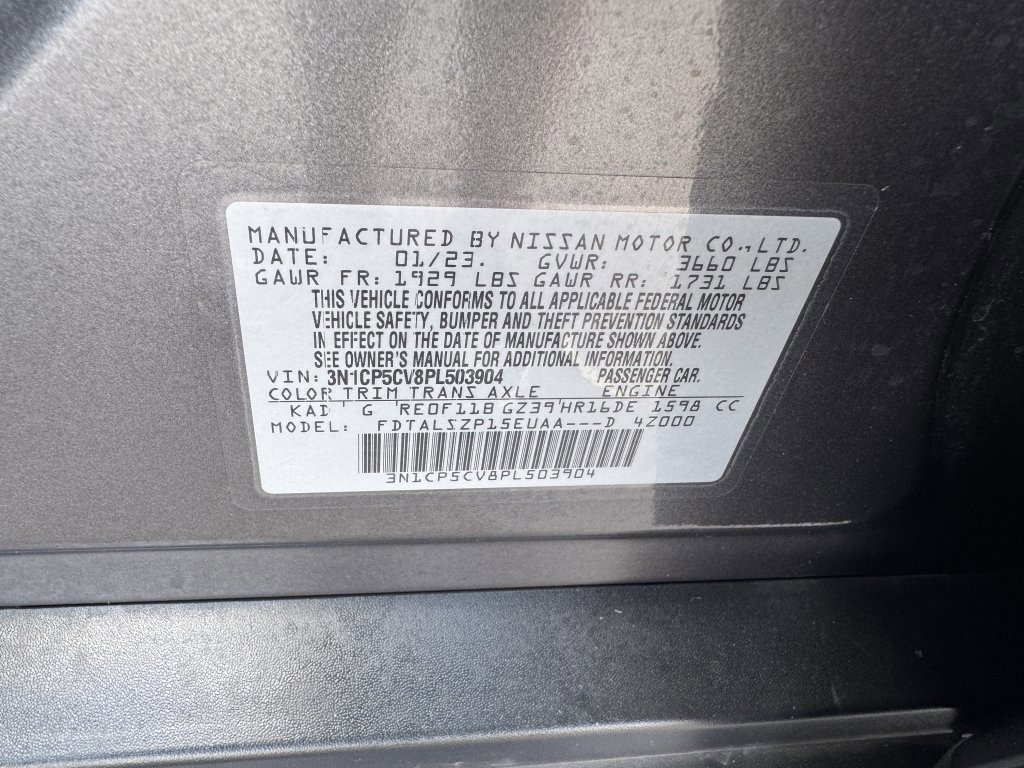 MANUFACTURED BY NISSAN MOTOR CO.,LTD.
DATE: 01/23. GVWR: 3660 LBS
GAWR FR: 1929 LBS GAWR RR: 1731 LBS
THIS VEHICLE CONFORMS TO ALL APPLICABLE FEDERAL MOTOR
VEHICLE SAFETY, BUMPER AND THEFT PREVENTION STANDARDS
IN EFFECT ON THE DATE OF MANUFACTURE SHOWN ABOVE.
SEE OWNER'S MANUAL FOR ADDITIONAL INFORMATION.
VIN: 3N1CP5CV8PL503904 PASSENGER CAR.
COLOR TRIM TRANS AXLE ENGINE
KAD ' G 'RE0F11B GZ39'HR16DE 1598 CC
MODEL: FDTALSZP15EUAA---D 4Z000
3N1CP5CV8PL503904